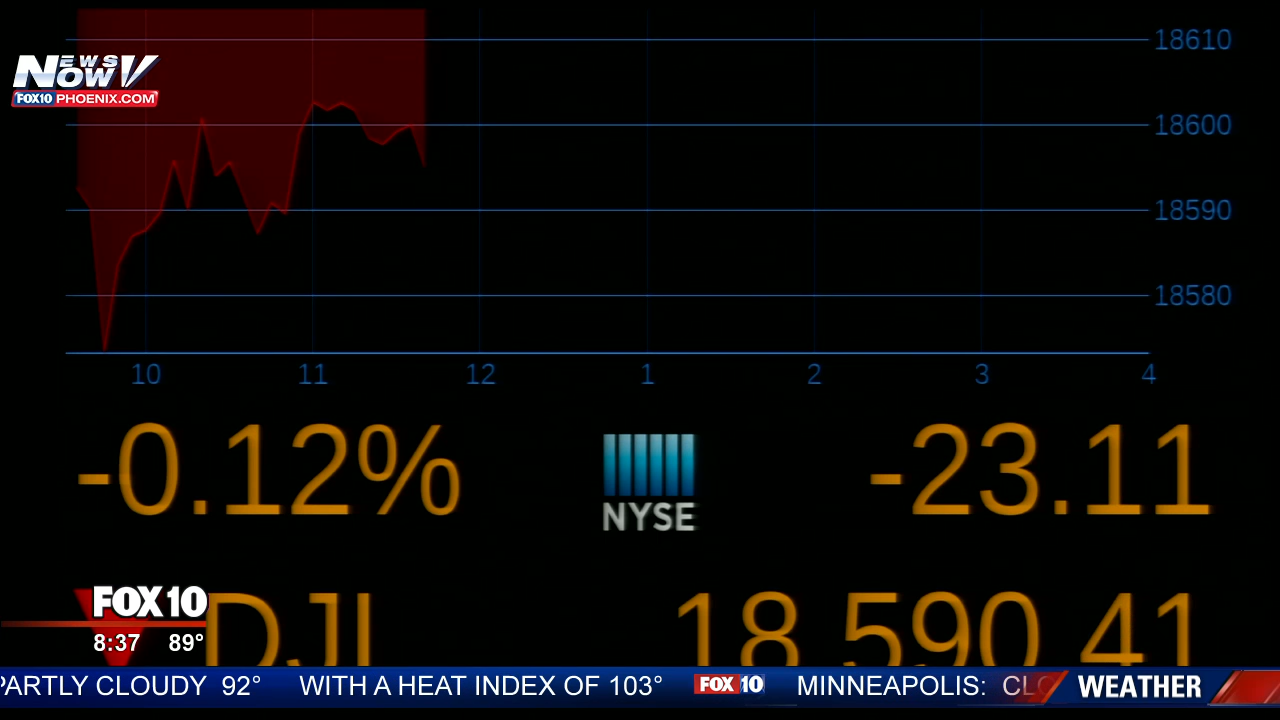 18610
NEWS
NOW
FOX10 PHOENIX.COM
18600
18590
18580
10 11 12 1 2 3 4
-0.12% -23.11
NYSE
FOX 10
DJI 18,590.41
8:37 89°
PARTLY CLOUDY 92° WITH A HEAT INDEX OF 103° FOX 10 MINNEAPOLIS: CLO WEATHER